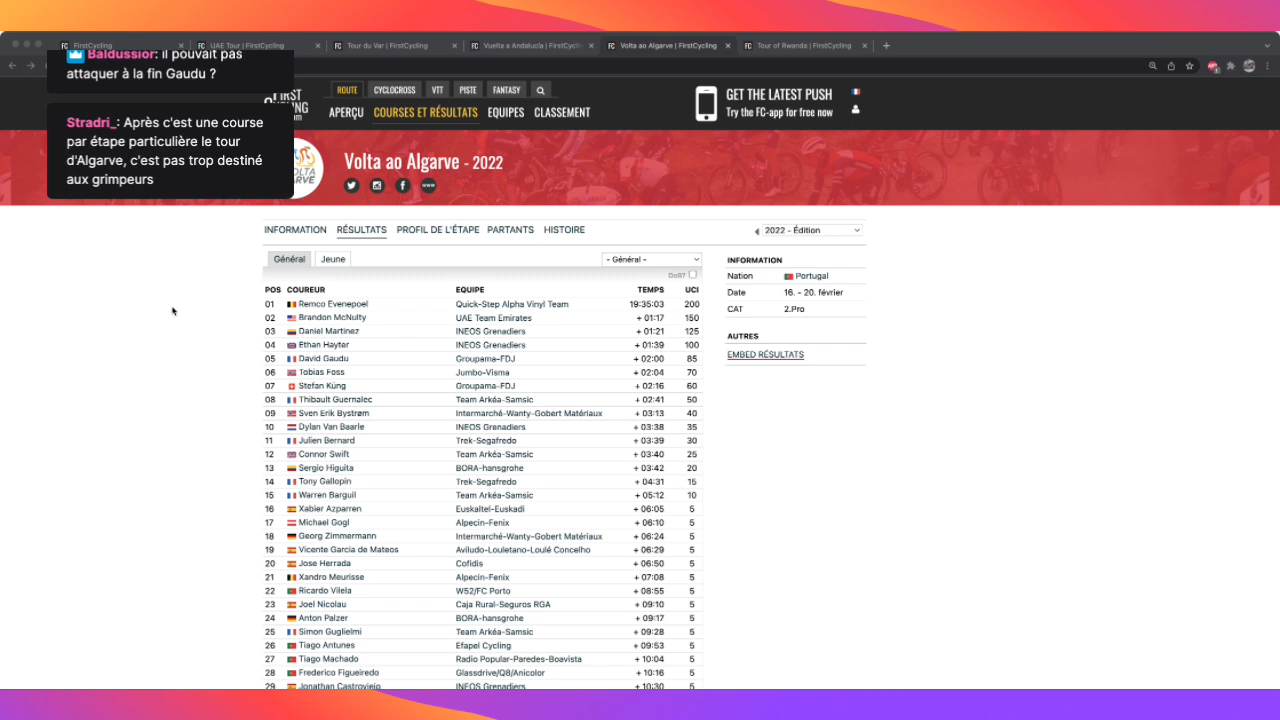 FirstCycling
UAE Tour | FirstCycling
Tour du Var | FirstCycling
Vuelta a Andalucía | FirstCyclin
Volta ao Algarve | FirstCycling
Tour of Rwanda | FirstCycling
Baldussior: il pouvait pas
attaquer à la fin Gaudu ?
Stradri_: Après c'est une course
par étape particulière le tour
d'Algarve, c'est pas trop destiné
aux grimpeurs
ROUTE CYCLOCROSS VTT PISTE FANTASY
APERÇU COURSES ET RÉSULTATS EQUIPES CLASSEMENT
GET THE LATEST PUSH
Try the FC-app for free now
Volta ao Algarve - 2022
www
INFORMATION RÉSULTATS PROFIL DE L'ÉTAPE PARTANTS HISTOIRE
2022 - Édition
Général Jeune
- Général -
POS COUREUR EQUIPE TEMPS UCI
01 Remco Evenepoel Quick-Step Alpha Vinyl Team 19:35:03 200
02 Brandon McNulty UAE Team Emirates + 01:17 150
03 Daniel Martinez INEOS Grenadiers + 01:21 125
04 Ethan Hayter INEOS Grenadiers + 01:39 100
05 David Gaudu Groupama-FDJ + 02:00 85
06 Tobias Foss Jumbo-Visma + 02:04 70
07 Stefan Küng Groupama-FDJ + 02:16 60
08 Thibault Guernalec Team Arkéa-Samsic + 02:41 50
09 Sven Erik Bystrøm Intermarché-Wanty-Gobert Matériaux + 03:13 40
10 Dylan Van Baarle INEOS Grenadiers + 03:38 35
11 Julien Bernard Trek-Segafredo + 03:39 30
12 Connor Swift Team Arkéa-Samsic + 03:40 25
13 Sergio Higuita BORA-hansgrohe + 03:42 20
14 Tony Gallopin Trek-Segafredo + 04:31 15
15 Warren Barguil Team Arkéa-Samsic + 05:12 10
16 Xabier Azparren Euskaltel-Euskadi + 06:05 5
17 Michael Gogl Alpecin-Fenix + 06:10 5
18 Georg Zimmermann Intermarché-Wanty-Gobert Matériaux + 06:24 5
19 Vicente Garcia de Mateos Aviludo-Louletano-Loulé Concelho + 06:29 5
20 Jose Herrada Cofidis + 06:50 5
21 Xandro Meurisse Alpecin-Fenix + 07:08 5
22 Ricardo Vilela W52/FC Porto + 08:55 5
23 Joel Nicolau Caja Rural-Seguros RGA + 09:10 5
24 Anton Palzer BORA-hansgrohe + 09:17 5
25 Simon Guglielmi Team Arkéa-Samsic + 09:28 5
26 Tiago Antunes Efapel Cycling + 09:53 5
27 Tiago Machado Radio Popular-Paredes-Boavista + 10:04 5
28 Frederico Figueiredo Glassdrive/Q8/Anicolor + 10:16 5
29 Jonathan Castroviejo INEOS Grenadiers + 10:30 5
INFORMATION
Nation Portugal
Date 16. - 20. février
CAT 2.Pro
AUTRES
EMBED RÉSULTATS